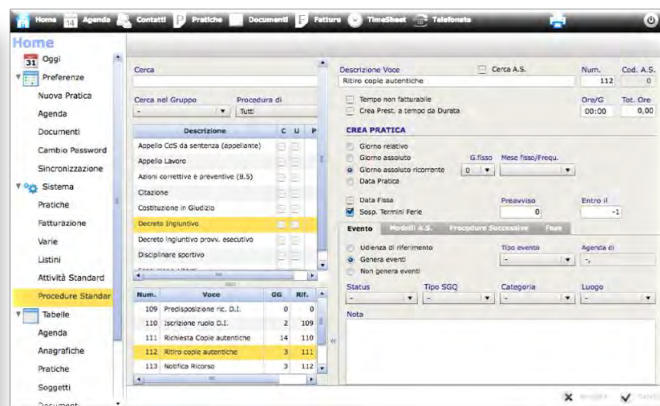 Home 14 Agenda Contatti Pratiche Documenti Fatture TimeSheet Telefonate
Home
31 Oggi
Preferenze
Nuova Pratica
Agenda
Documenti
Cambio Password
Sincronizzazione
Sistema
Pratiche
Fatturazione
Varie
Listini
Attività Standard
Procedure Standar
Tabelle
Agenda
Anagrafiche
Pratiche
Soggetti
Documenti
Cerca
Cerca nel Gruppo Procedura di
- Tutti
Descrizione C U P
Appello CdS da sentenza (appellante)
Appello Lavoro
Azioni correttive e preventive (8.5)
Citazione
Costituzione in Giudizio
Decreto Ingiuntivo
Decreto ingiuntivo provv. esecutivo
Disciplinare sportivo
Num. Voce GG Rif.
109 Predisposizione ric. D.I. 0 0
110 Iscrizione ruolo D.I. 2 109
111 Richiesta Copie autentiche 14 110
112 Ritiro copie autentiche 3 111
113 Notifica Ricorso 3 112
Descrizione Voce Cerca A.S. Num. Cod. A.S.
Ritiro copie autentiche 112 0
Tempo non fatturabile Ore/G Tot. Ore
Crea Prest. a tempo da Durata 00:00 0,00
CREA PRATICA
Giorno relativo
Giorno assoluto G.fisso Mese fisso/Frequ.
Giorno assoluto ricorrente 0
Data Pratica
Data Fissa Preavviso Entro il
Sosp. Termini Ferie 0 -1
Evento Modelli A.S. Procedure Successive Fase
Udienza di riferimento Tipo evento Agenda di
Genera eventi - -,
Non genera eventi
Status Tipo SGQ Categoria Luogo
- - - -
Nota